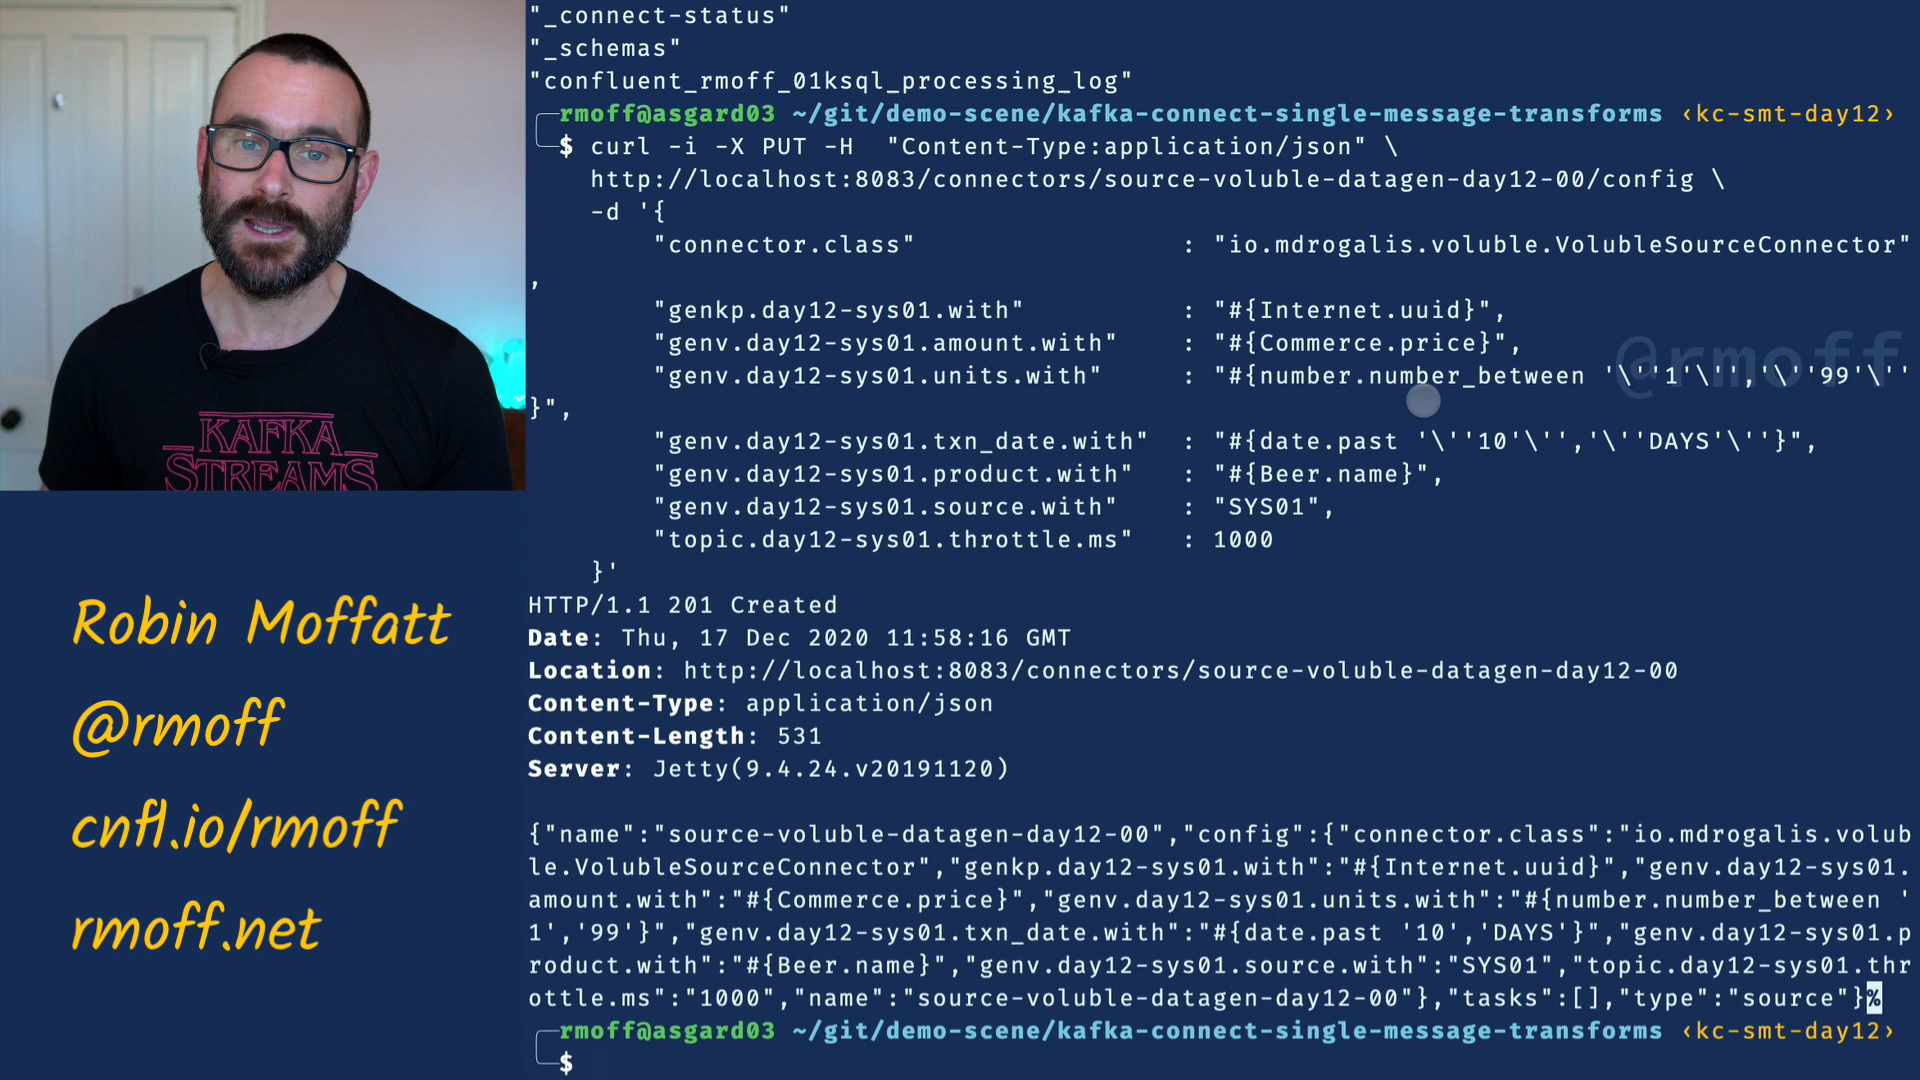 KAFKA
STREAMS
Robin Moffatt
@rmoff
cnfl.io/rmoff
rmoff.net
"_connect-status"
"_schemas"
"confluent_rmoff_01ksql_processing_log"
rmoff@asgard03 ~/git/demo-scene/kafka-connect-single-message-transforms ‹kc-smt-day12›
$ curl -i -X PUT -H  "Content-Type:application/json" \
http://localhost:8083/connectors/source-voluble-datagen-day12-00/config \
-d '{
"connector.class" : "io.mdrogalis.voluble.VolubleSourceConnector"
,
"genkp.day12-sys01.with" : "#{Internet.uuid}",
"genv.day12-sys01.amount.with" : "#{Commerce.price}",
@rmoff
"genv.day12-sys01.units.with" : "#{number.number_between '\''1'\'','\''99'\''
}",
"genv.day12-sys01.txn_date.with" : "#{date.past '\''10'\'','\''DAYS'\''}",
"genv.day12-sys01.product.with" : "#{Beer.name}",
"genv.day12-sys01.source.with" : "SYS01",
"topic.day12-sys01.throttle.ms" : 1000
}'
HTTP/1.1 201 Created
Date: Thu, 17 Dec 2020 11:58:16 GMT
Location: http://localhost:8083/connectors/source-voluble-datagen-day12-00
Content-Type: application/json
Content-Length: 531
Server: Jetty(9.4.24.v20191120)
{"name":"source-voluble-datagen-day12-00","config":{"connector.class":"io.mdrogalis.volub
le.VolubleSourceConnector","genkp.day12-sys01.with":"#{Internet.uuid}","genv.day12-sys01.
amount.with":"#{Commerce.price}","genv.day12-sys01.units.with":"#{number.number_between '
1','99'}","genv.day12-sys01.txn_date.with":"#{date.past '10','DAYS'}","genv.day12-sys01.p
roduct.with":"#{Beer.name}","genv.day12-sys01.source.with":"SYS01","topic.day12-sys01.thr
ottle.ms":"1000","name":"source-voluble-datagen-day12-00"},"tasks":[],"type":"source"}%
rmoff@asgard03 ~/git/demo-scene/kafka-connect-single-message-transforms ‹kc-smt-day12›
$